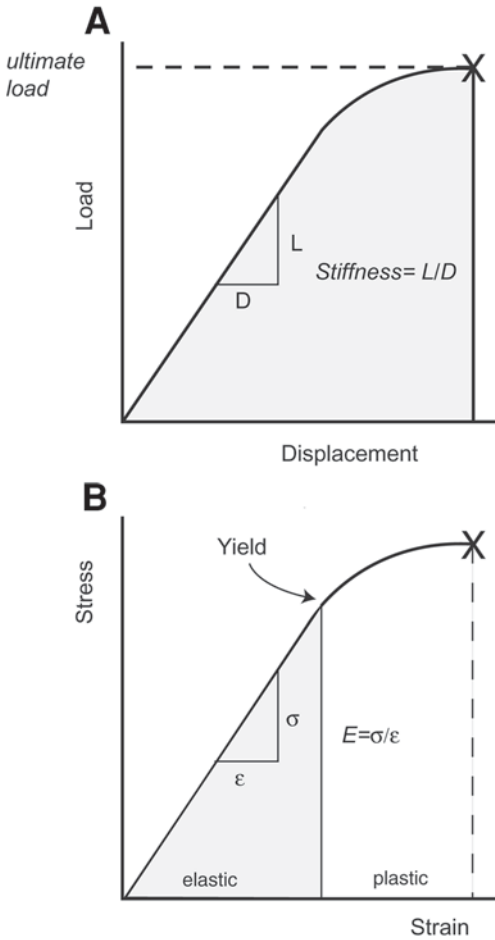 A
ultimate
load
X
Load
L
D
Stiffness= L/D
Displacement
B
Yield
X
Stress
σ
ε
E=σ/ε
elastic
plastic
Strain